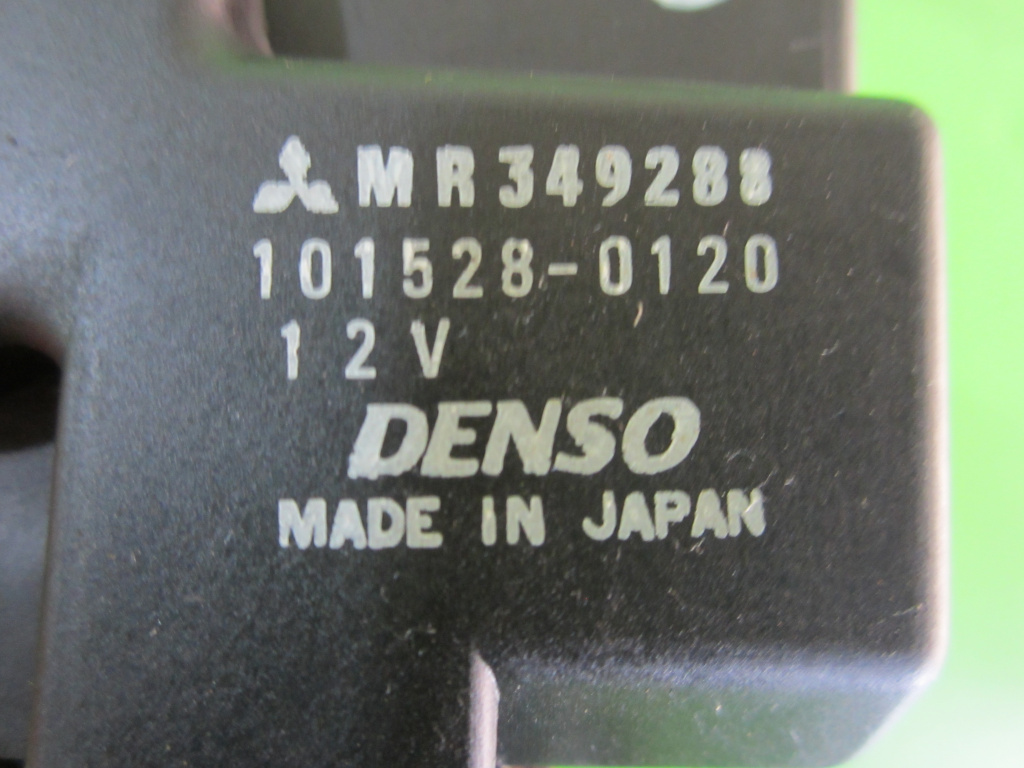 MR349288
101528-0120
12V
DENSO
MADE IN JAPAN